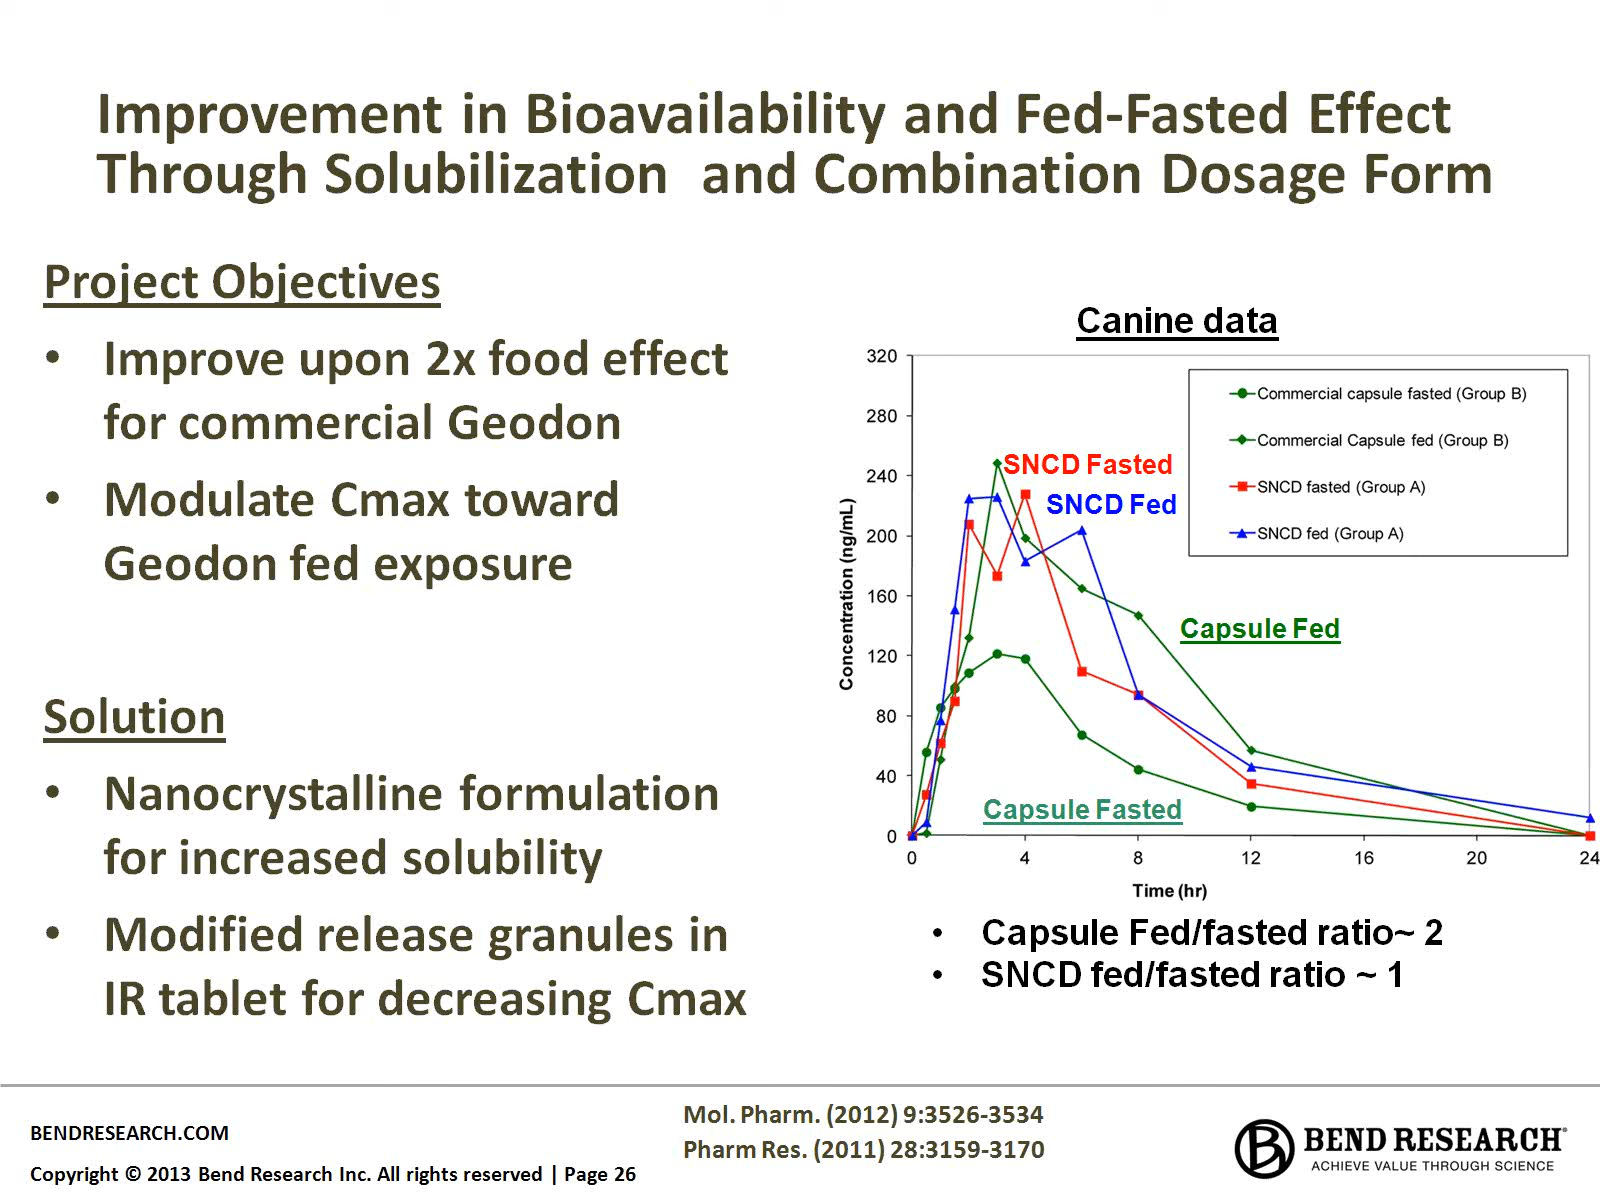 Improvement in Bioavailability and Fed-Fasted Effect
Through Solubilization and Combination Dosage Form
Project Objectives
• Improve upon 2x food effect
for commercial Geodon
• Modulate Cmax toward
Geodon fed exposure
Solution
• Nanocrystalline formulation
for increased solubility
• Modified release granules in
IR tablet for decreasing Cmax
Canine data
320
280
240
200
160
120
80
40
0
Concentration (ng/mL)
Commercial capsule fasted (Group B)
Commercial Capsule fed (Group B)
SNCD fasted (Group A)
SNCD fed (Group A)
SNCD Fasted
SNCD Fed
Capsule Fed
Capsule Fasted
0 4 8 12 16 20 24
Time (hr)
• Capsule Fed/fasted ratio~ 2
• SNCD fed/fasted ratio ~ 1
BENDRESEARCH.COM
Copyright © 2013 Bend Research Inc. All rights reserved | Page 26
Mol. Pharm. (2012) 9:3526-3534
Pharm Res. (2011) 28:3159-3170
B BEND RESEARCH®
ACHIEVE VALUE THROUGH SCIENCE